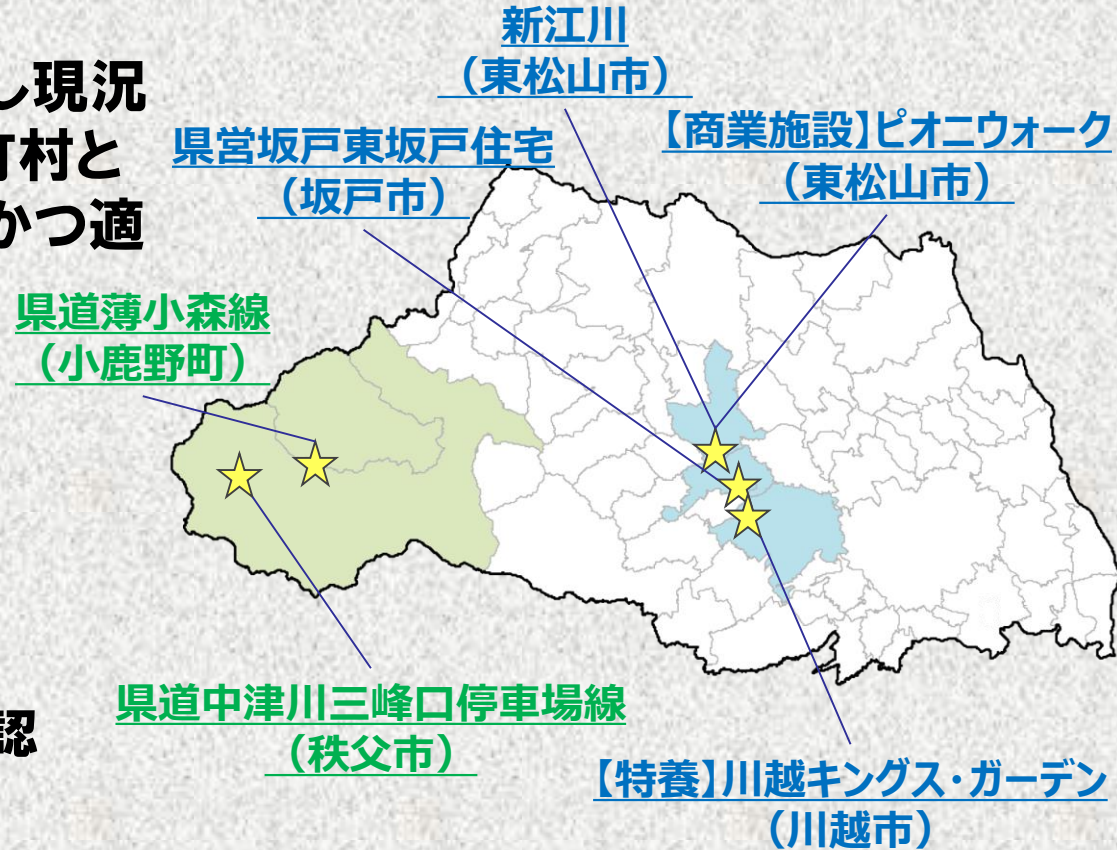 し現況
町村と
かつ適
新江川
（東松山市）
県営坂戸東坂戸住宅
（坂戸市）
【商業施設】ピオニウォーク
（東松山市）
県道薄小森線
（小鹿野町）
県道中津川三峰口停車場線
（秩父市）
認
【特養】川越キングス・ガーデン
（川越市）